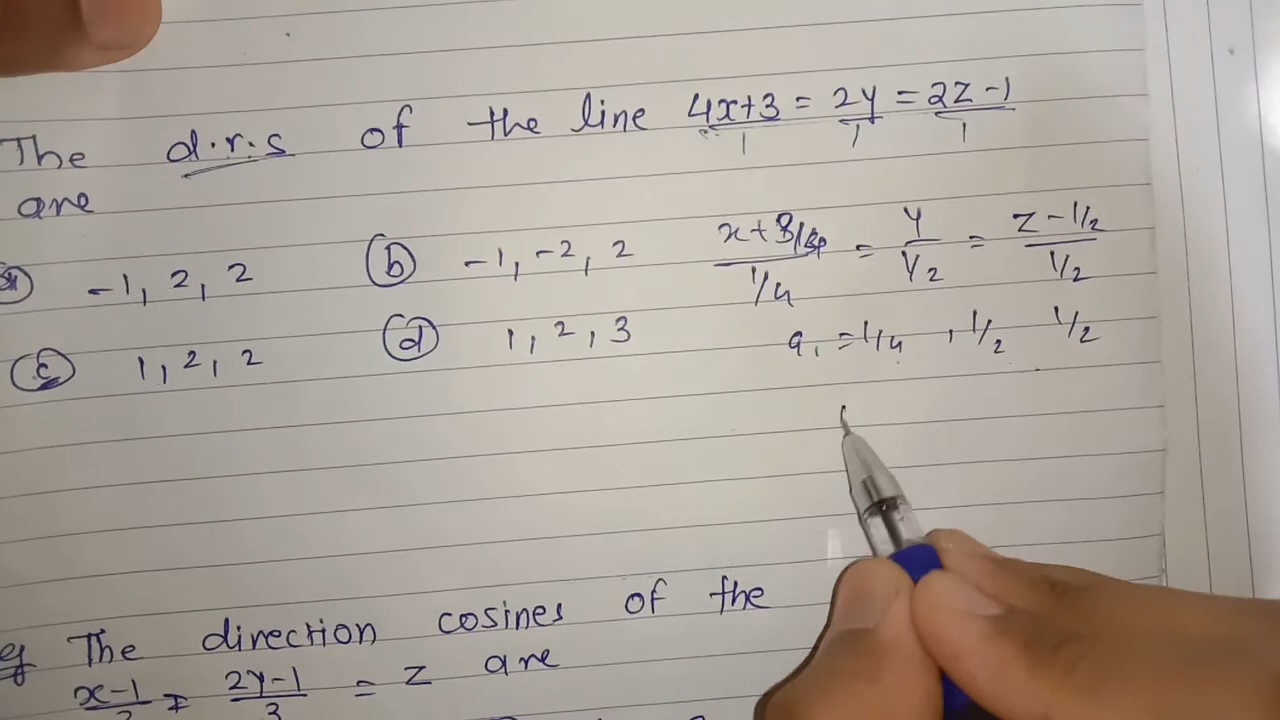 The d.r.s of the line 4x+3/1 = 2y/1 = 2z-1/1
are
(a) -1, 2, 2 (b) -1, -2, 2
x+3/4 / 1/4 = y / 1/2 = z-1/2 / 1/2
(c) 1, 2, 2 (d) 1, 2, 3
a, = 1/4 , 1/2 1/2
eg The direction cosines of the
x-1 = 2y-1/3 = z are